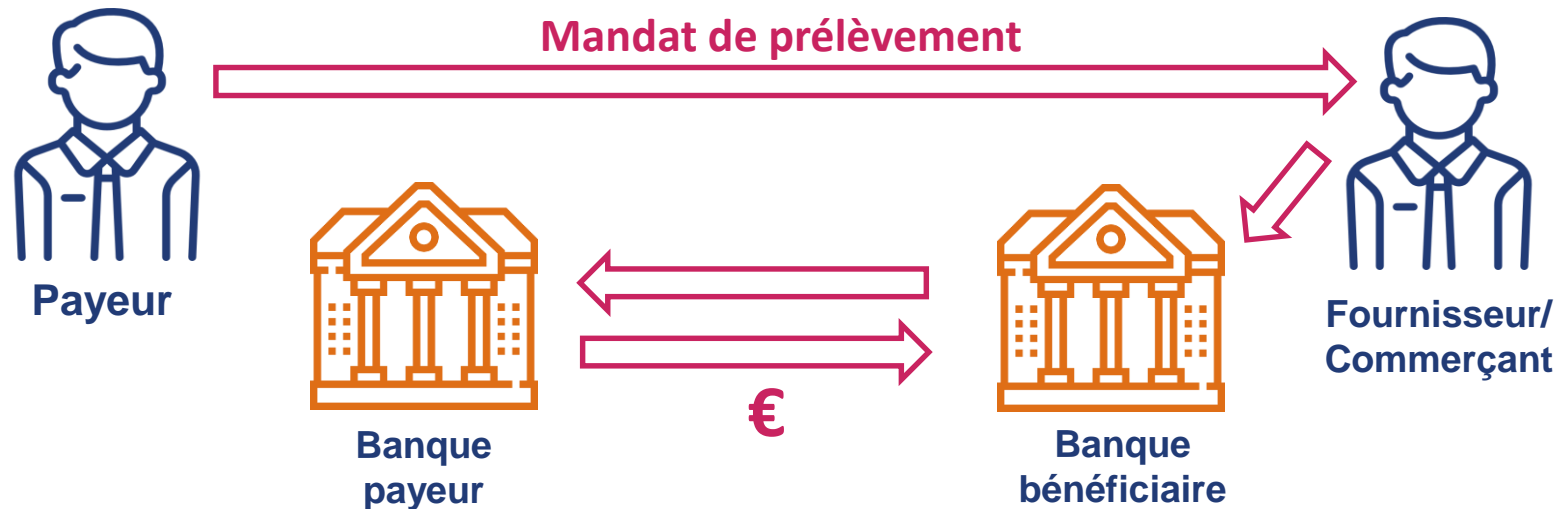 Mandat de prélèvement
Payeur
Fournisseur/
Commerçant
€
Banque
payeur
Banque
bénéficiaire